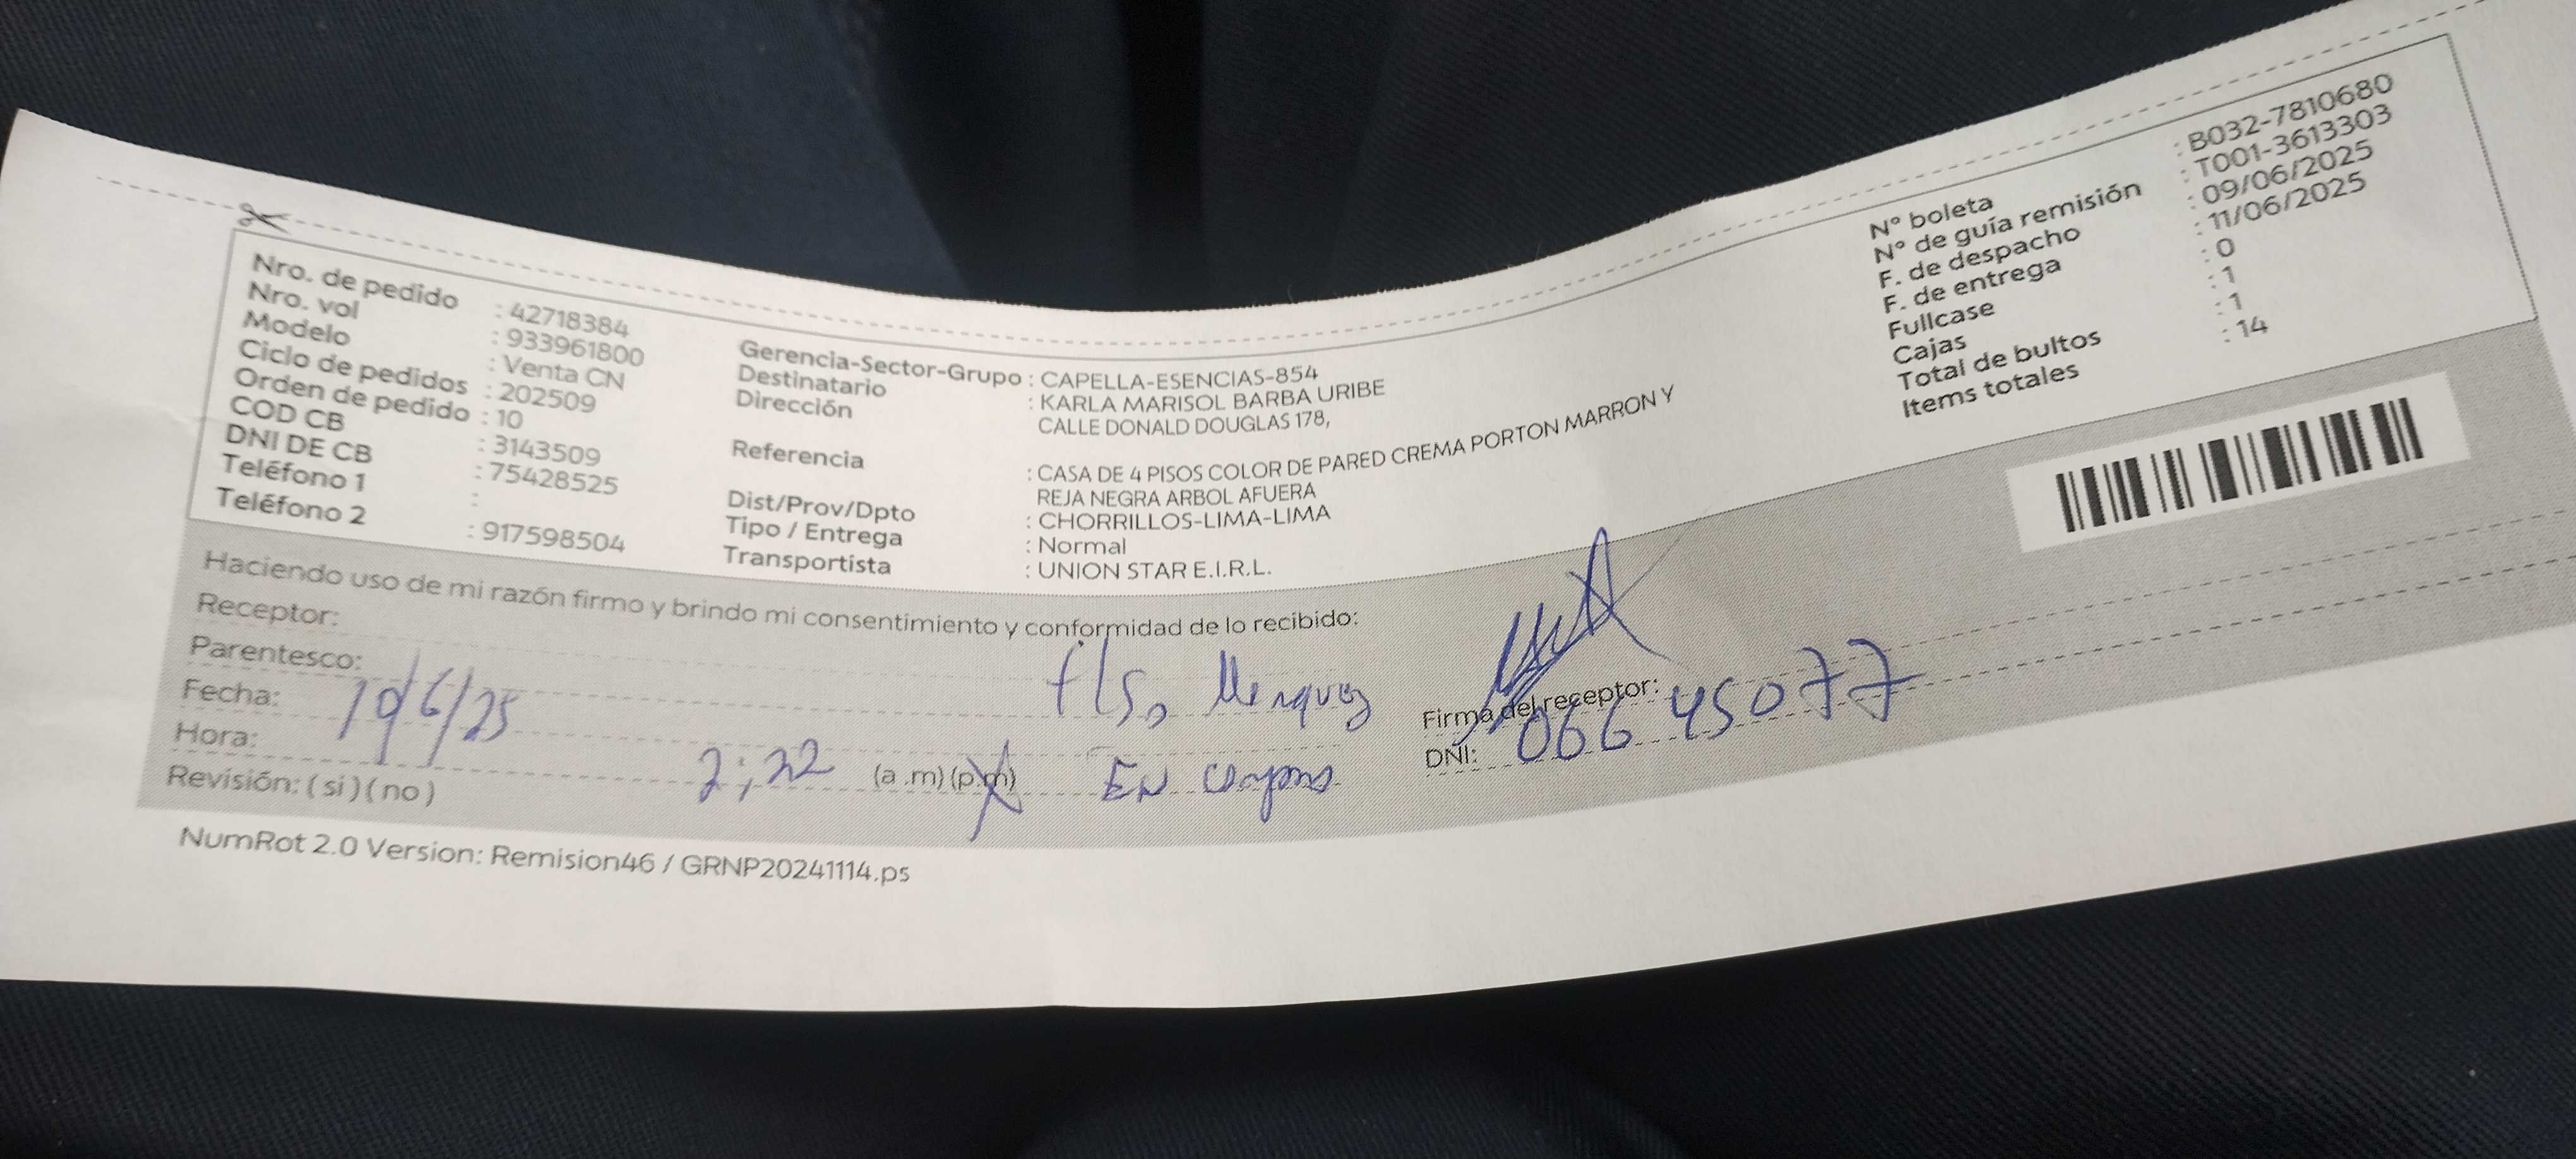 Nro. de pedido : 42718384
Nro. vol : 933961800
Modelo : Venta CN
Ciclo de pedidos : 202509
Orden de pedido : 10
COD CB : 3143509
DNI DE CB : 75428525
Teléfono 1 :
Teléfono 2 : 917598504
Gerencia-Sector-Grupo : CAPELLA-ESENCIAS-854
Destinatario : KARLA MARISOL BARBA URIBE
Dirección : CALLE DONALD DOUGLAS 178,
Referencia : CASA DE 4 PISOS COLOR DE PARED CREMA PORTON MARRON Y
REJA NEGRA ARBOL AFUERA
Dist/Prov/Dpto : CHORRILLOS-LIMA-LIMA
Tipo / Entrega : Normal
Transportista : UNION STAR E.I.R.L.
N° boleta : B032-7810680
N° de guía remisión : T001-3613303
F. de despacho : 09/06/2025
F. de entrega : 11/06/2025
Fullcase : 0
Cajas : 1
Total de bultos : 1
Items totales : 14
Haciendo uso de mi razón firmo y brindo mi consentimiento y conformidad de lo recibido:
Receptor:
Parentesco:
Fecha: 10/6/25
Hora: 2:22 (a .m) (p.m)
Revisión: ( si ) ( no )
Firma del receptor:
DNI: 06645077
NumRot 2.0 Version: Remision46 / GRNP20241114.ps